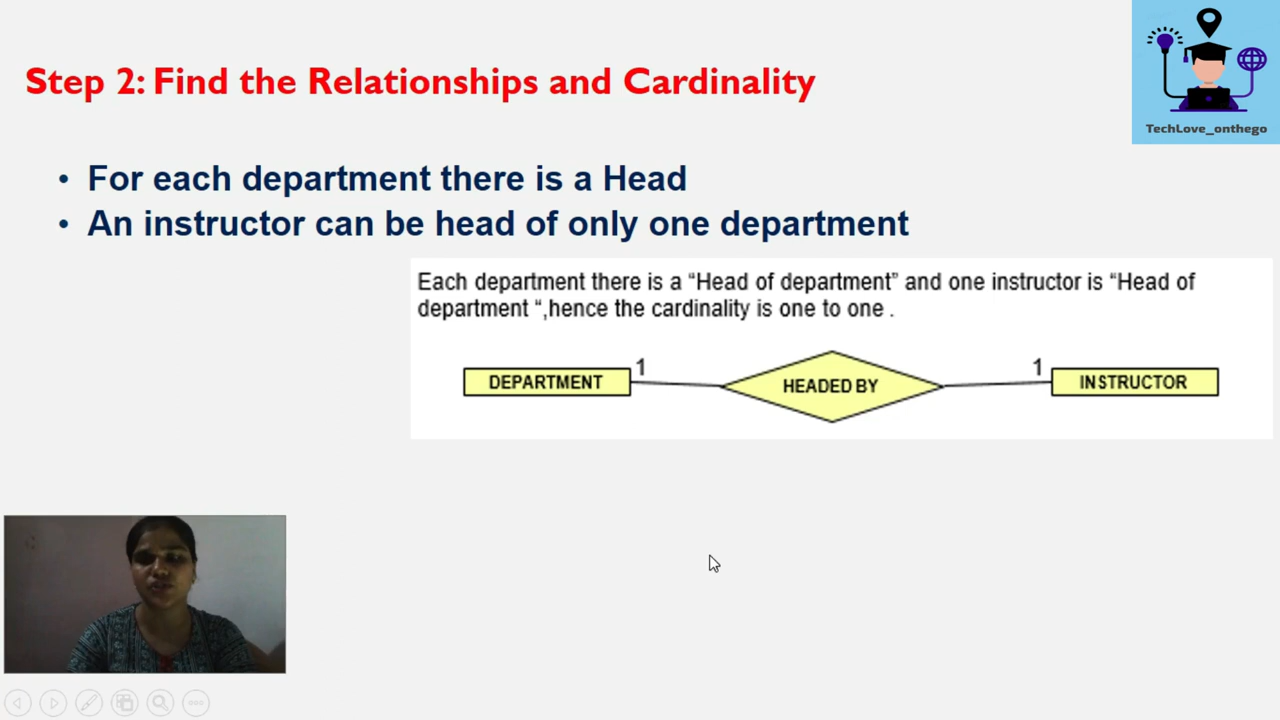 Step 2: Find the Relationships and Cardinality
TechLove_onthego
• For each department there is a Head
• An instructor can be head of only one department
Each department there is a “Head of department” and one instructor is “Head of
department “,hence the cardinality is one to one .
DEPARTMENT 1 HEADED BY 1 INSTRUCTOR